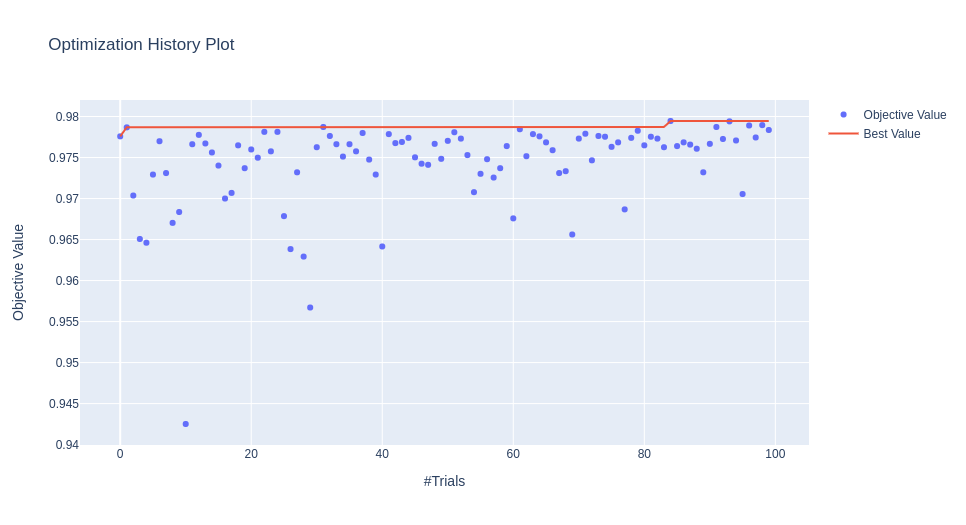 Optimization History Plot
Objective Value
Best Value
0.98
0.975
0.97
0.965
0.96
0.955
0.95
0.945
0.94
Objective Value
0 20 40 60 80 100
#Trials